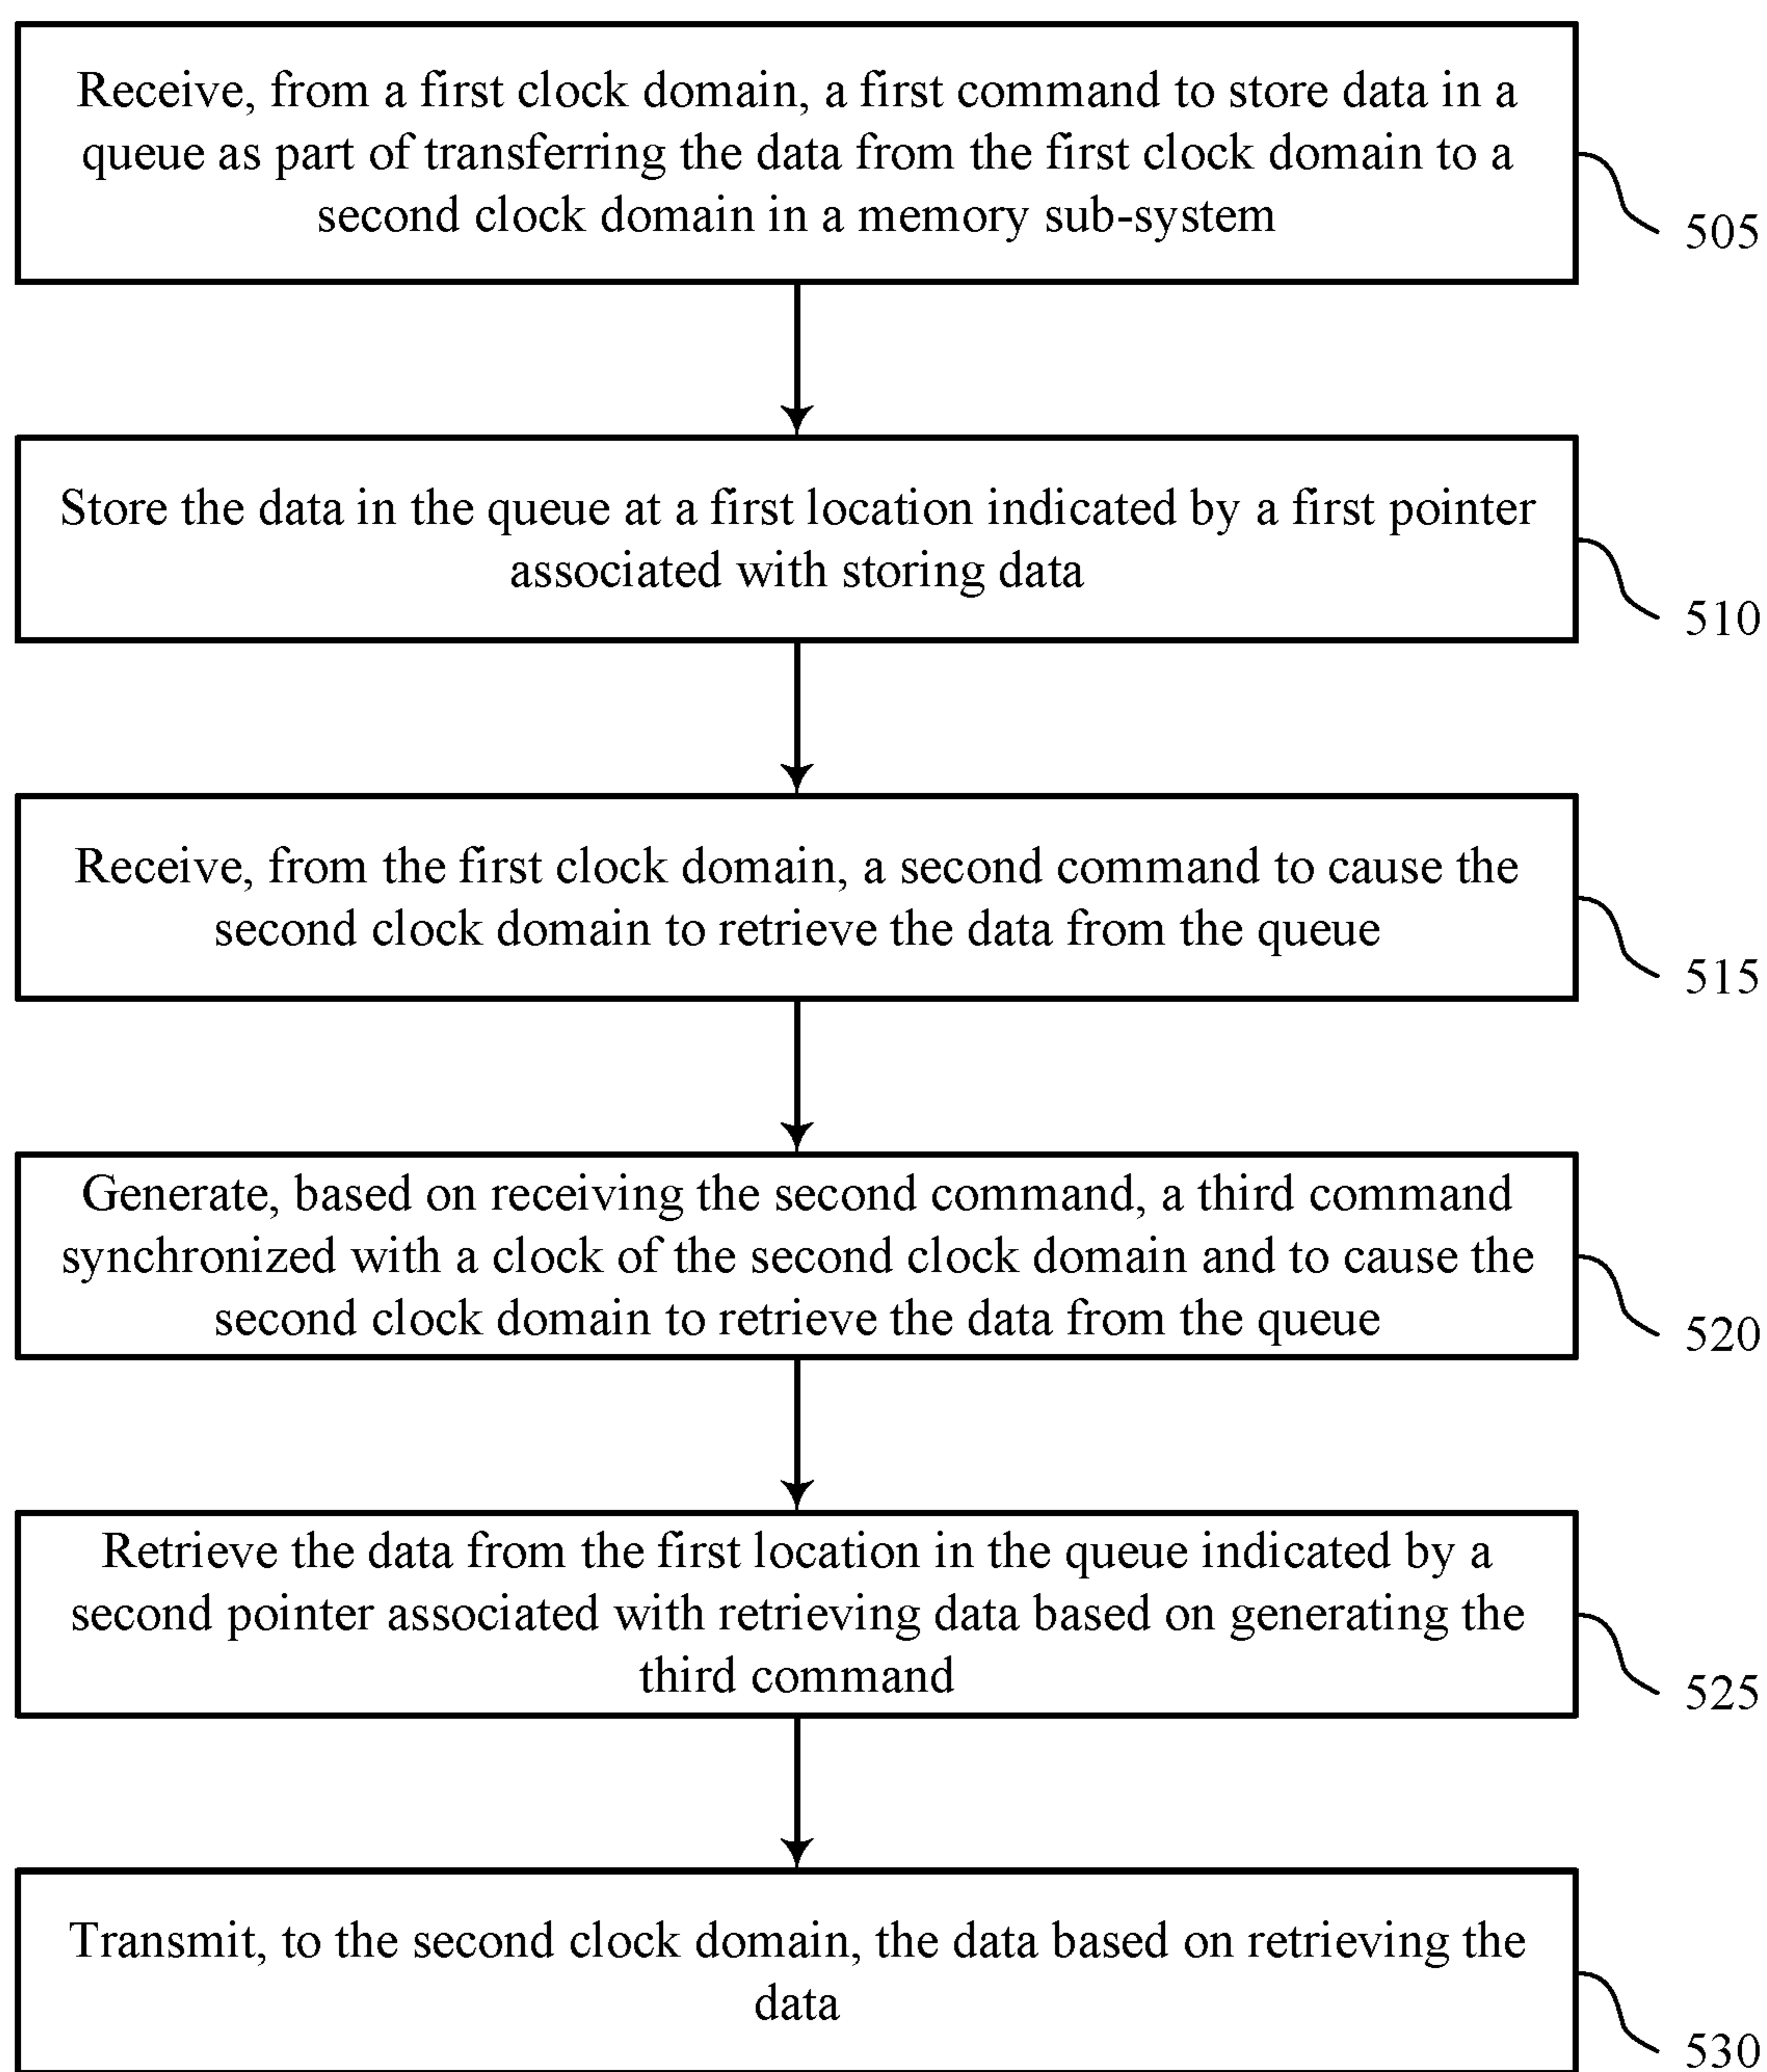 Receive, from a first clock domain, a first command to store data in a
queue as part of transferring the data from the first clock domain to a
second clock domain in a memory sub-system
505
Store the data in the queue at a first location indicated by a first pointer
associated with storing data
510
Receive, from the first clock domain, a second command to cause the
second clock domain to retrieve the data from the queue
515
Generate, based on receiving the second command, a third command
synchronized with a clock of the second clock domain and to cause the
second clock domain to retrieve the data from the queue
520
Retrieve the data from the first location in the queue indicated by a
second pointer associated with retrieving data based on generating the
third command
525
Transmit, to the second clock domain, the data based on retrieving the
data
530